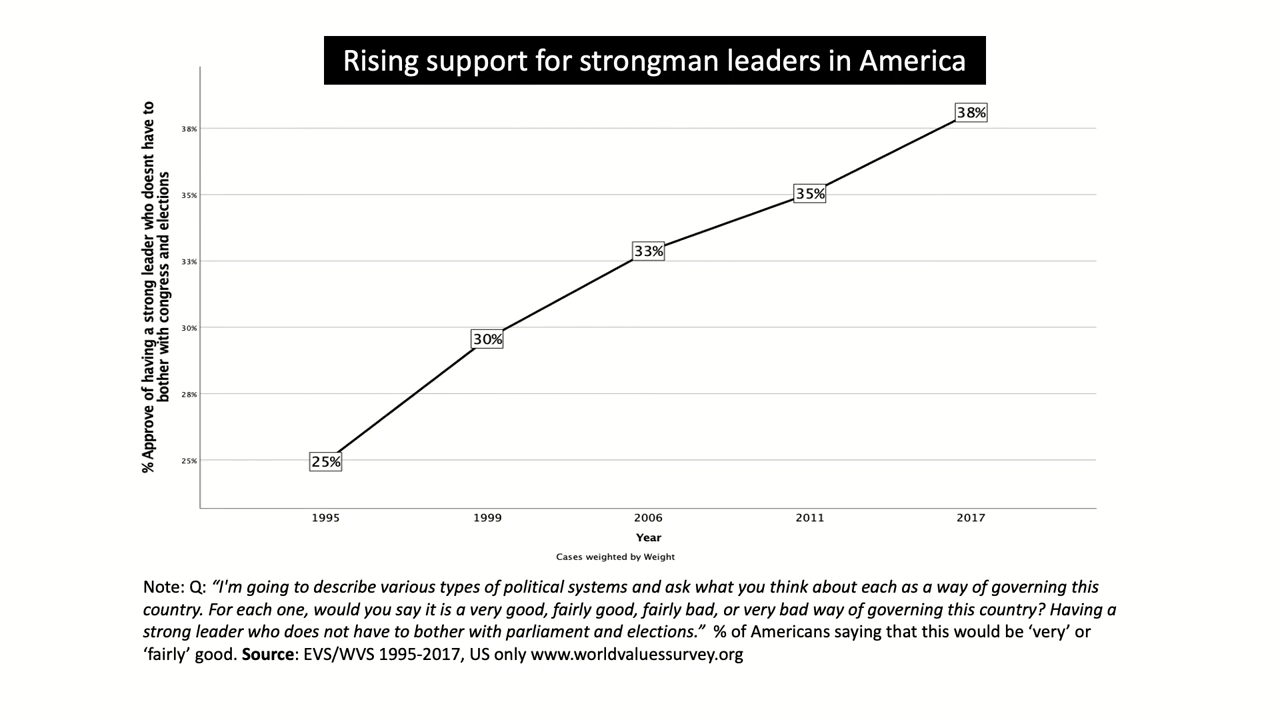 Rising support for strongman leaders in America
% Approve of having a strong leader who doesnt have to
bother with congress and elections
38%
35%
33%
30%
28%
25%
25%
30%
33%
35%
38%
1995
1999
2006
2011
2017
Year
Cases weighted by Weight
Note: Q: “I'm going to describe various types of political systems and ask what you think about each as a way of governing this
country. For each one, would you say it is a very good, fairly good, fairly bad, or very bad way of governing this country? Having a
strong leader who does not have to bother with parliament and elections.” % of Americans saying that this would be ‘very’ or
‘fairly’ good. Source: EVS/WVS 1995-2017, US only www.worldvaluessurvey.org